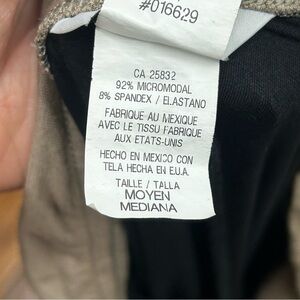 #016629
CA 25832
92% MICROMODAL
8% SPANDEX / ELASTANO
FABRIQUE AU MEXIQUE
AVEC LE TISSU FABRIQUE
AUX ETATS-UNIS
HECHO EN MEXICO CON
TELA HECHA EN E.U.A.
TAILLE / TALLA
MOYEN
MEDIANA